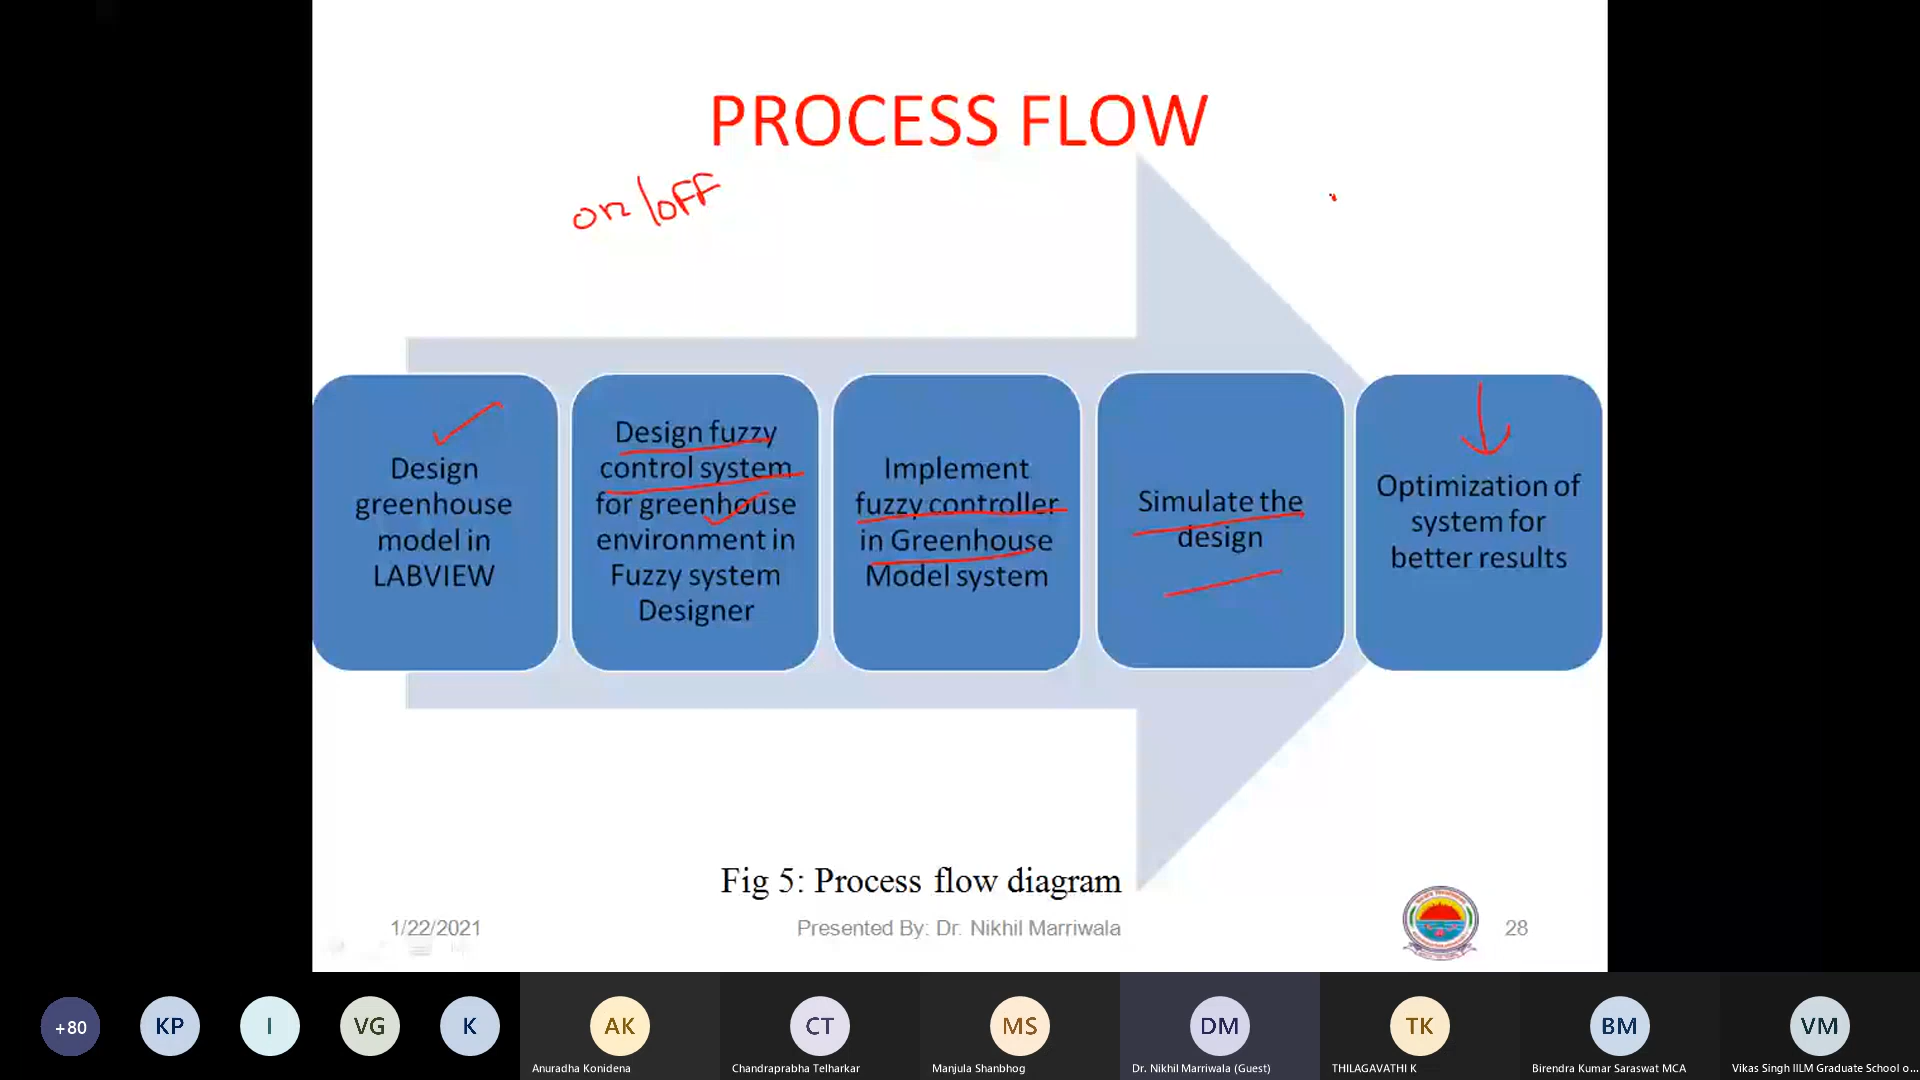 PROCESS FLOW
on/OFF
Design
greenhouse
model in
LABVIEW
Design fuzzy
control system
for greenhouse
environment in
Fuzzy system
Designer
Implement
fuzzy controller
in Greenhouse
Model system
Simulate the
design
Optimization of
system for
better results
Fig 5: Process flow diagram
1/22/2021
Presented By: Dr. Nikhil Marriwala
28
+80
KP
I
VG
K
AK
CT
MS
DM
TK
BM
VM
Anuradha Konidena
Chandraprabha Telharkar
Manjula Shanbhog
Dr. Nikhil Marriwala (Guest)
THILAGAVATHI K
Birendra Kumar Saraswat MCA
Vikas Singh IILM Graduate School o...